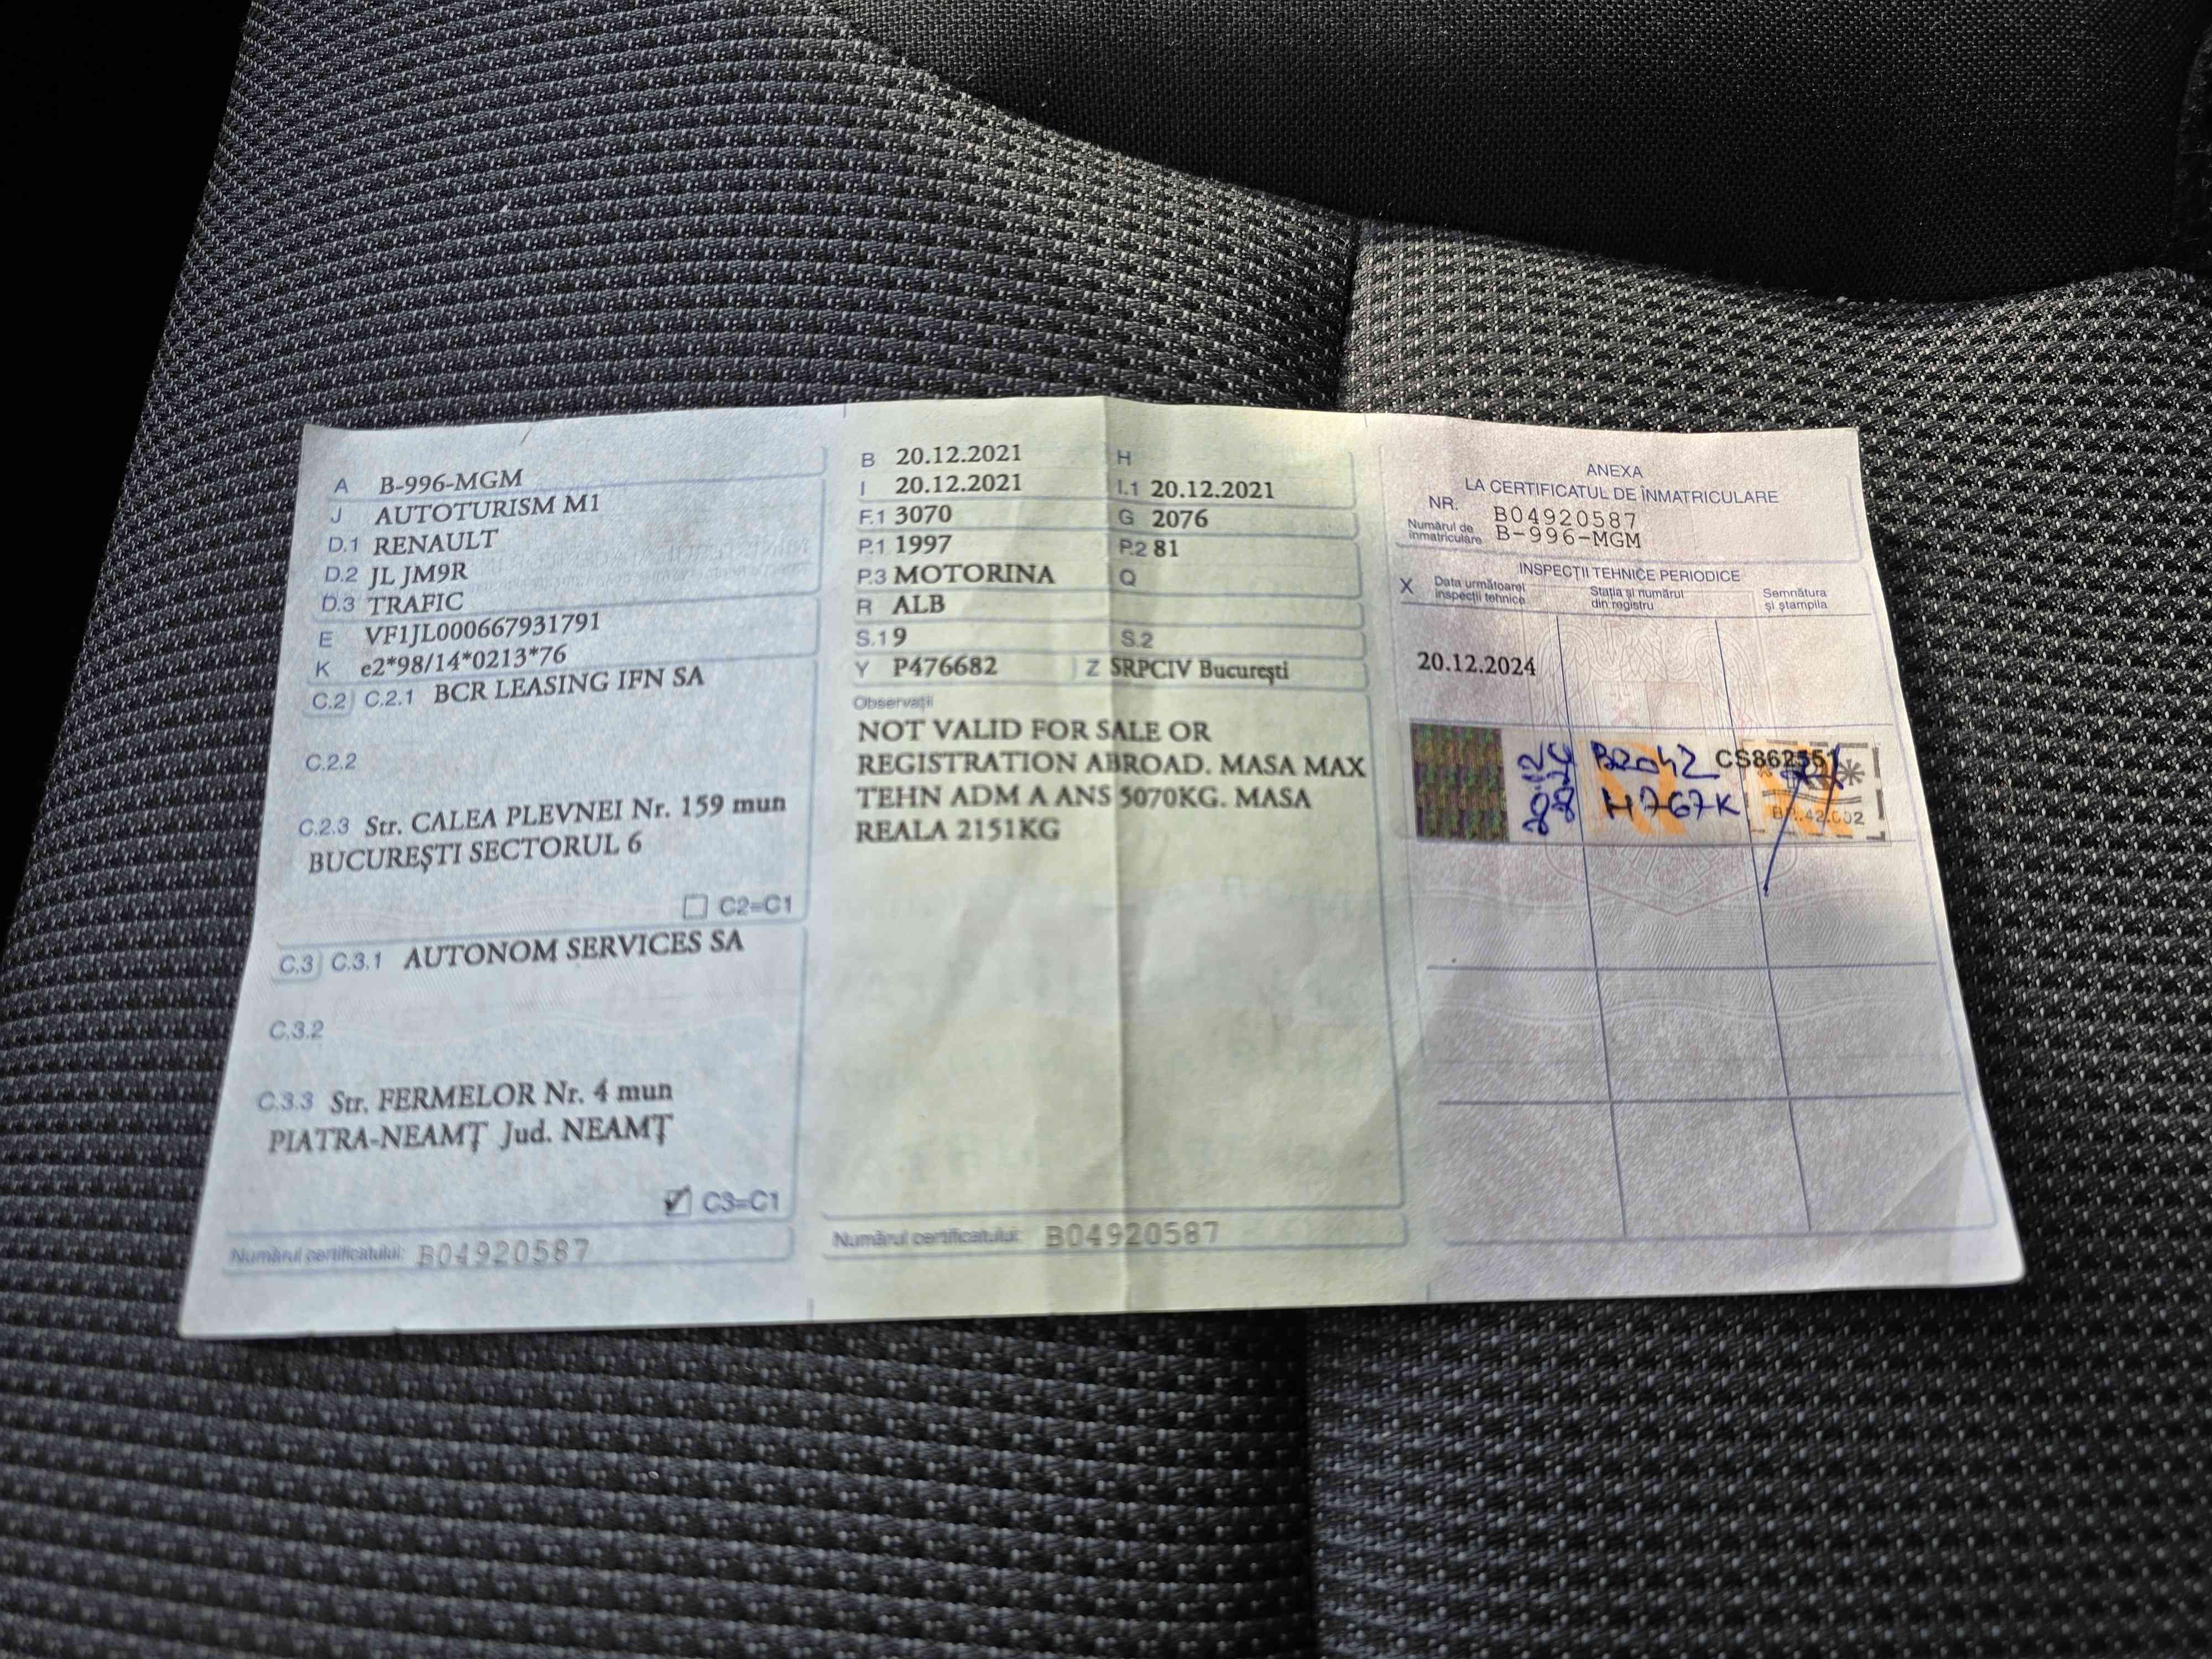 A B-996-MGM
J AUTOTURISM M1
D.1 RENAULT
D.2 JL JM9R
D.3 TRAFIC
E VF1JL000667931791
K e2*98/14*0213*76
C.2 C.2.1 BCR LEASING IFN SA
C.2.2
C.2.3 Str. CALEA PLEVNEI Nr. 159 mun
BUCUREŞTI SECTORUL 6
C2=C1
C.3 C.3.1 AUTONOM SERVICES SA
C.3.2
C.3.3 Str. FERMELOR Nr. 4 mun
PIATRA-NEAMŢ Jud. NEAMŢ
C3=C1
Numărul certificatului: B04920587
B 20.12.2021 H
I 20.12.2021 I.1 20.12.2021
F.1 3070 G 2076
P.1 1997 P.2 81
P.3 MOTORINA Q
R ALB
S.1 9 S.2
Y P476682 Z SRPCIV Bucureşti
Observaţii
NOT VALID FOR SALE OR
REGISTRATION ABROAD. MASA MAX
TEHN ADM A ANS 5070KG. MASA
REALA 2151KG
Numărul certificatului: B04920587
ANEXA
LA CERTIFICATUL DE ÎNMATRICULARE
NR. B04920587
Numărul de
înmatriculare B-996-MGM
INSPECŢII TEHNICE PERIODICE
X Data următoarei
inspecţii tehnice
Staţia şi numărul
din registru
Semnătura
şi ştampila
20.12.2024
20.12
2026
B2042
H767K
CS862551